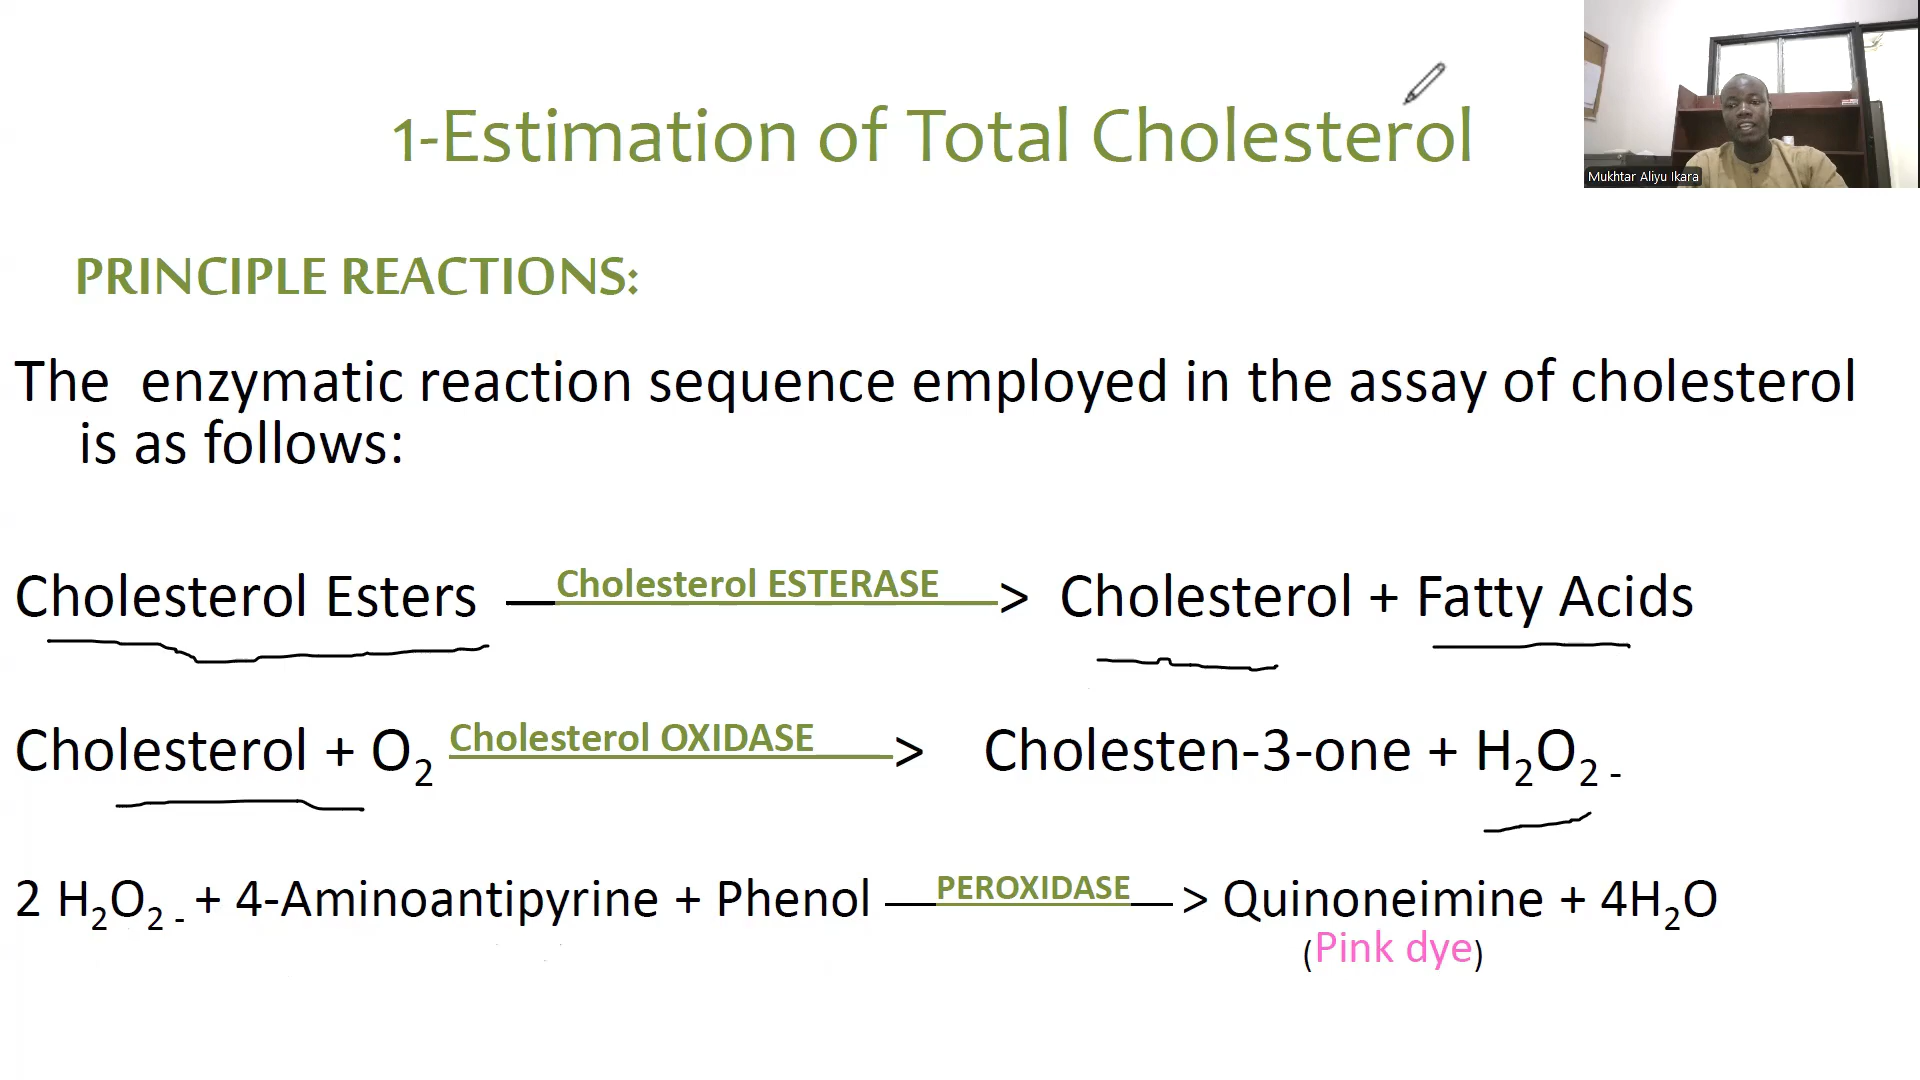 1-Estimation of Total Cholesterol
Mukhtar Aliyu Ikara
PRINCIPLE REACTIONS:
The enzymatic reaction sequence employed in the assay of cholesterol
is as follows:
Cholesterol Esters —Cholesterol ESTERASE > Cholesterol + Fatty Acids
Cholesterol + O₂ Cholesterol OXIDASE > Cholesten-3-one + H₂O₂ -
2 H₂O₂ - + 4-Aminoantipyrine + Phenol —PEROXIDASE— > Quinoneimine + 4H₂O
(Pink dye)